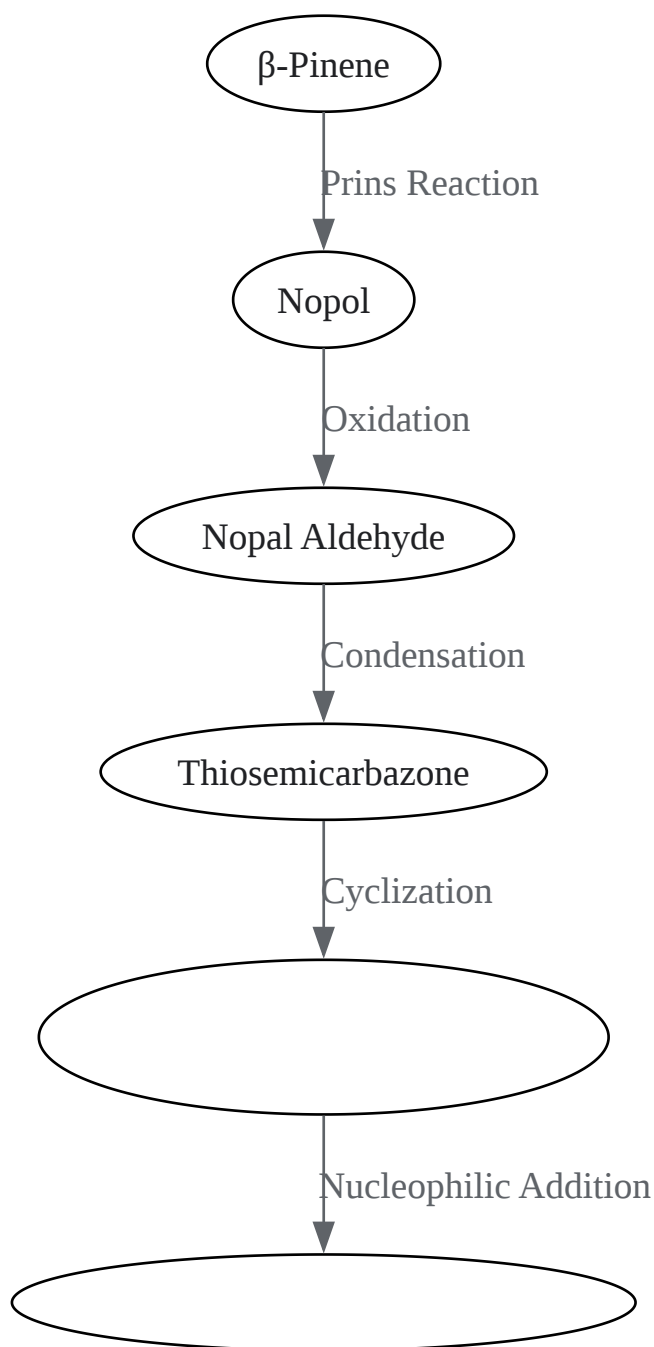 β-Pinene
Prins Reaction
Nopol
Oxidation
Nopal Aldehyde
Condensation
Thiosemicarbazone
Cyclization
Nucleophilic Addition